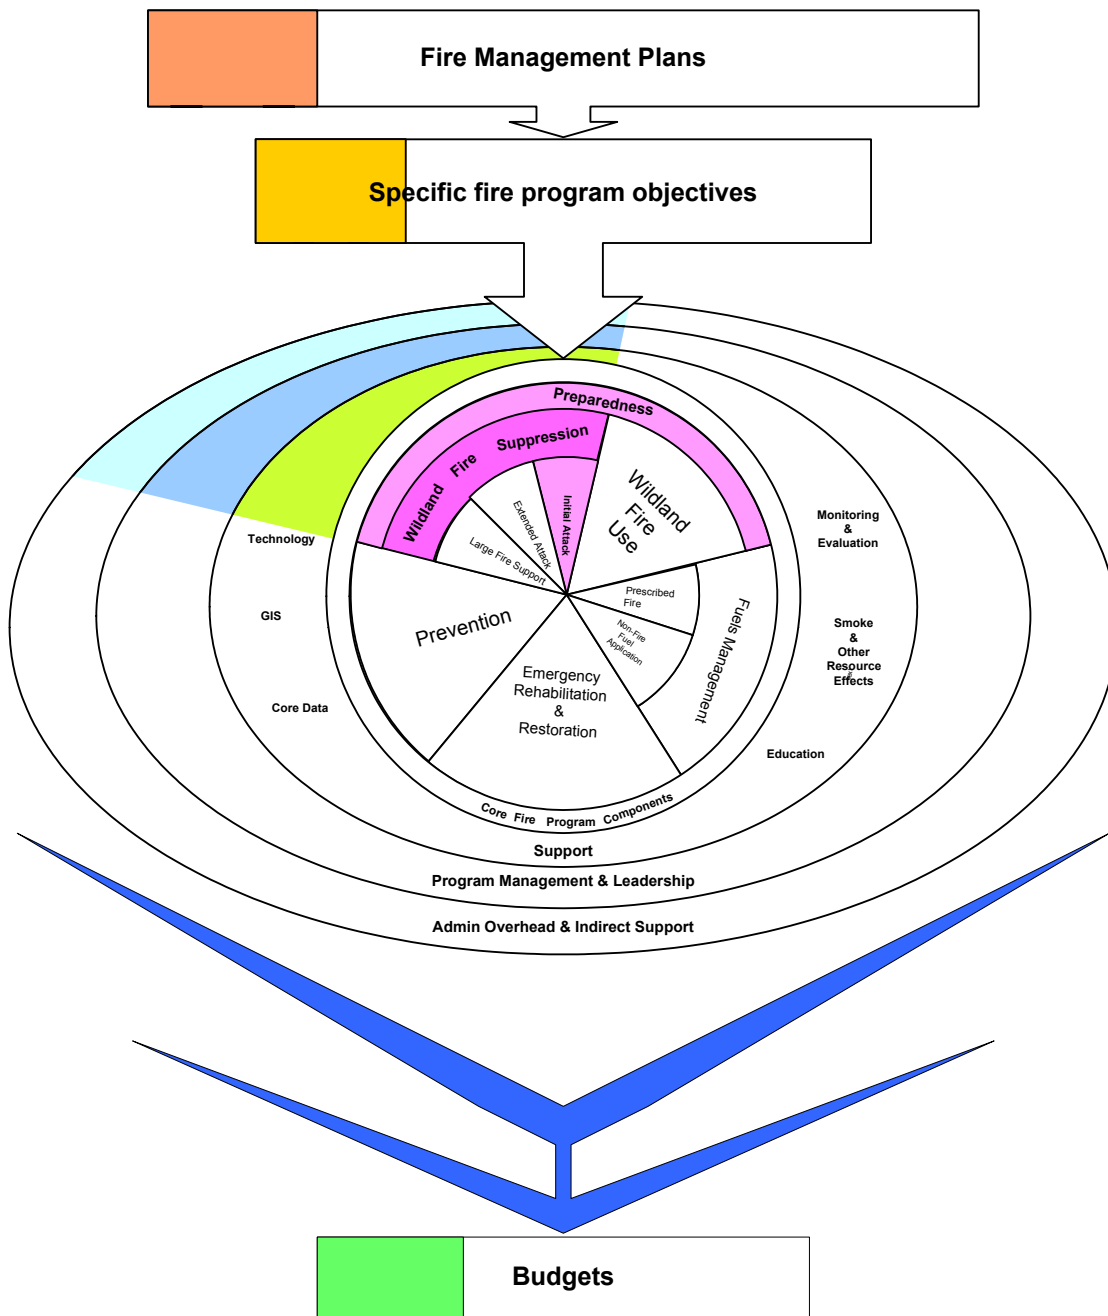 Fire Management Plans
Specific fire program objectives
Preparedness
Wildland Fire Suppression
Initial Attack
Extended Attack
Large Fire Support
Wildland
Fire
Use
Prescribed
Fire
Non-Fire
Fuel
Application
Fuels Management
Prevention
Emergency
Rehabilitation
&
Restoration
Core Fire Program Components
Technology
GIS
Core Data
Monitoring
&
Evaluation
Smoke
&
Other
Resource
Effects
Education
Support
Program Management & Leadership
Admin Overhead & Indirect Support
Budgets